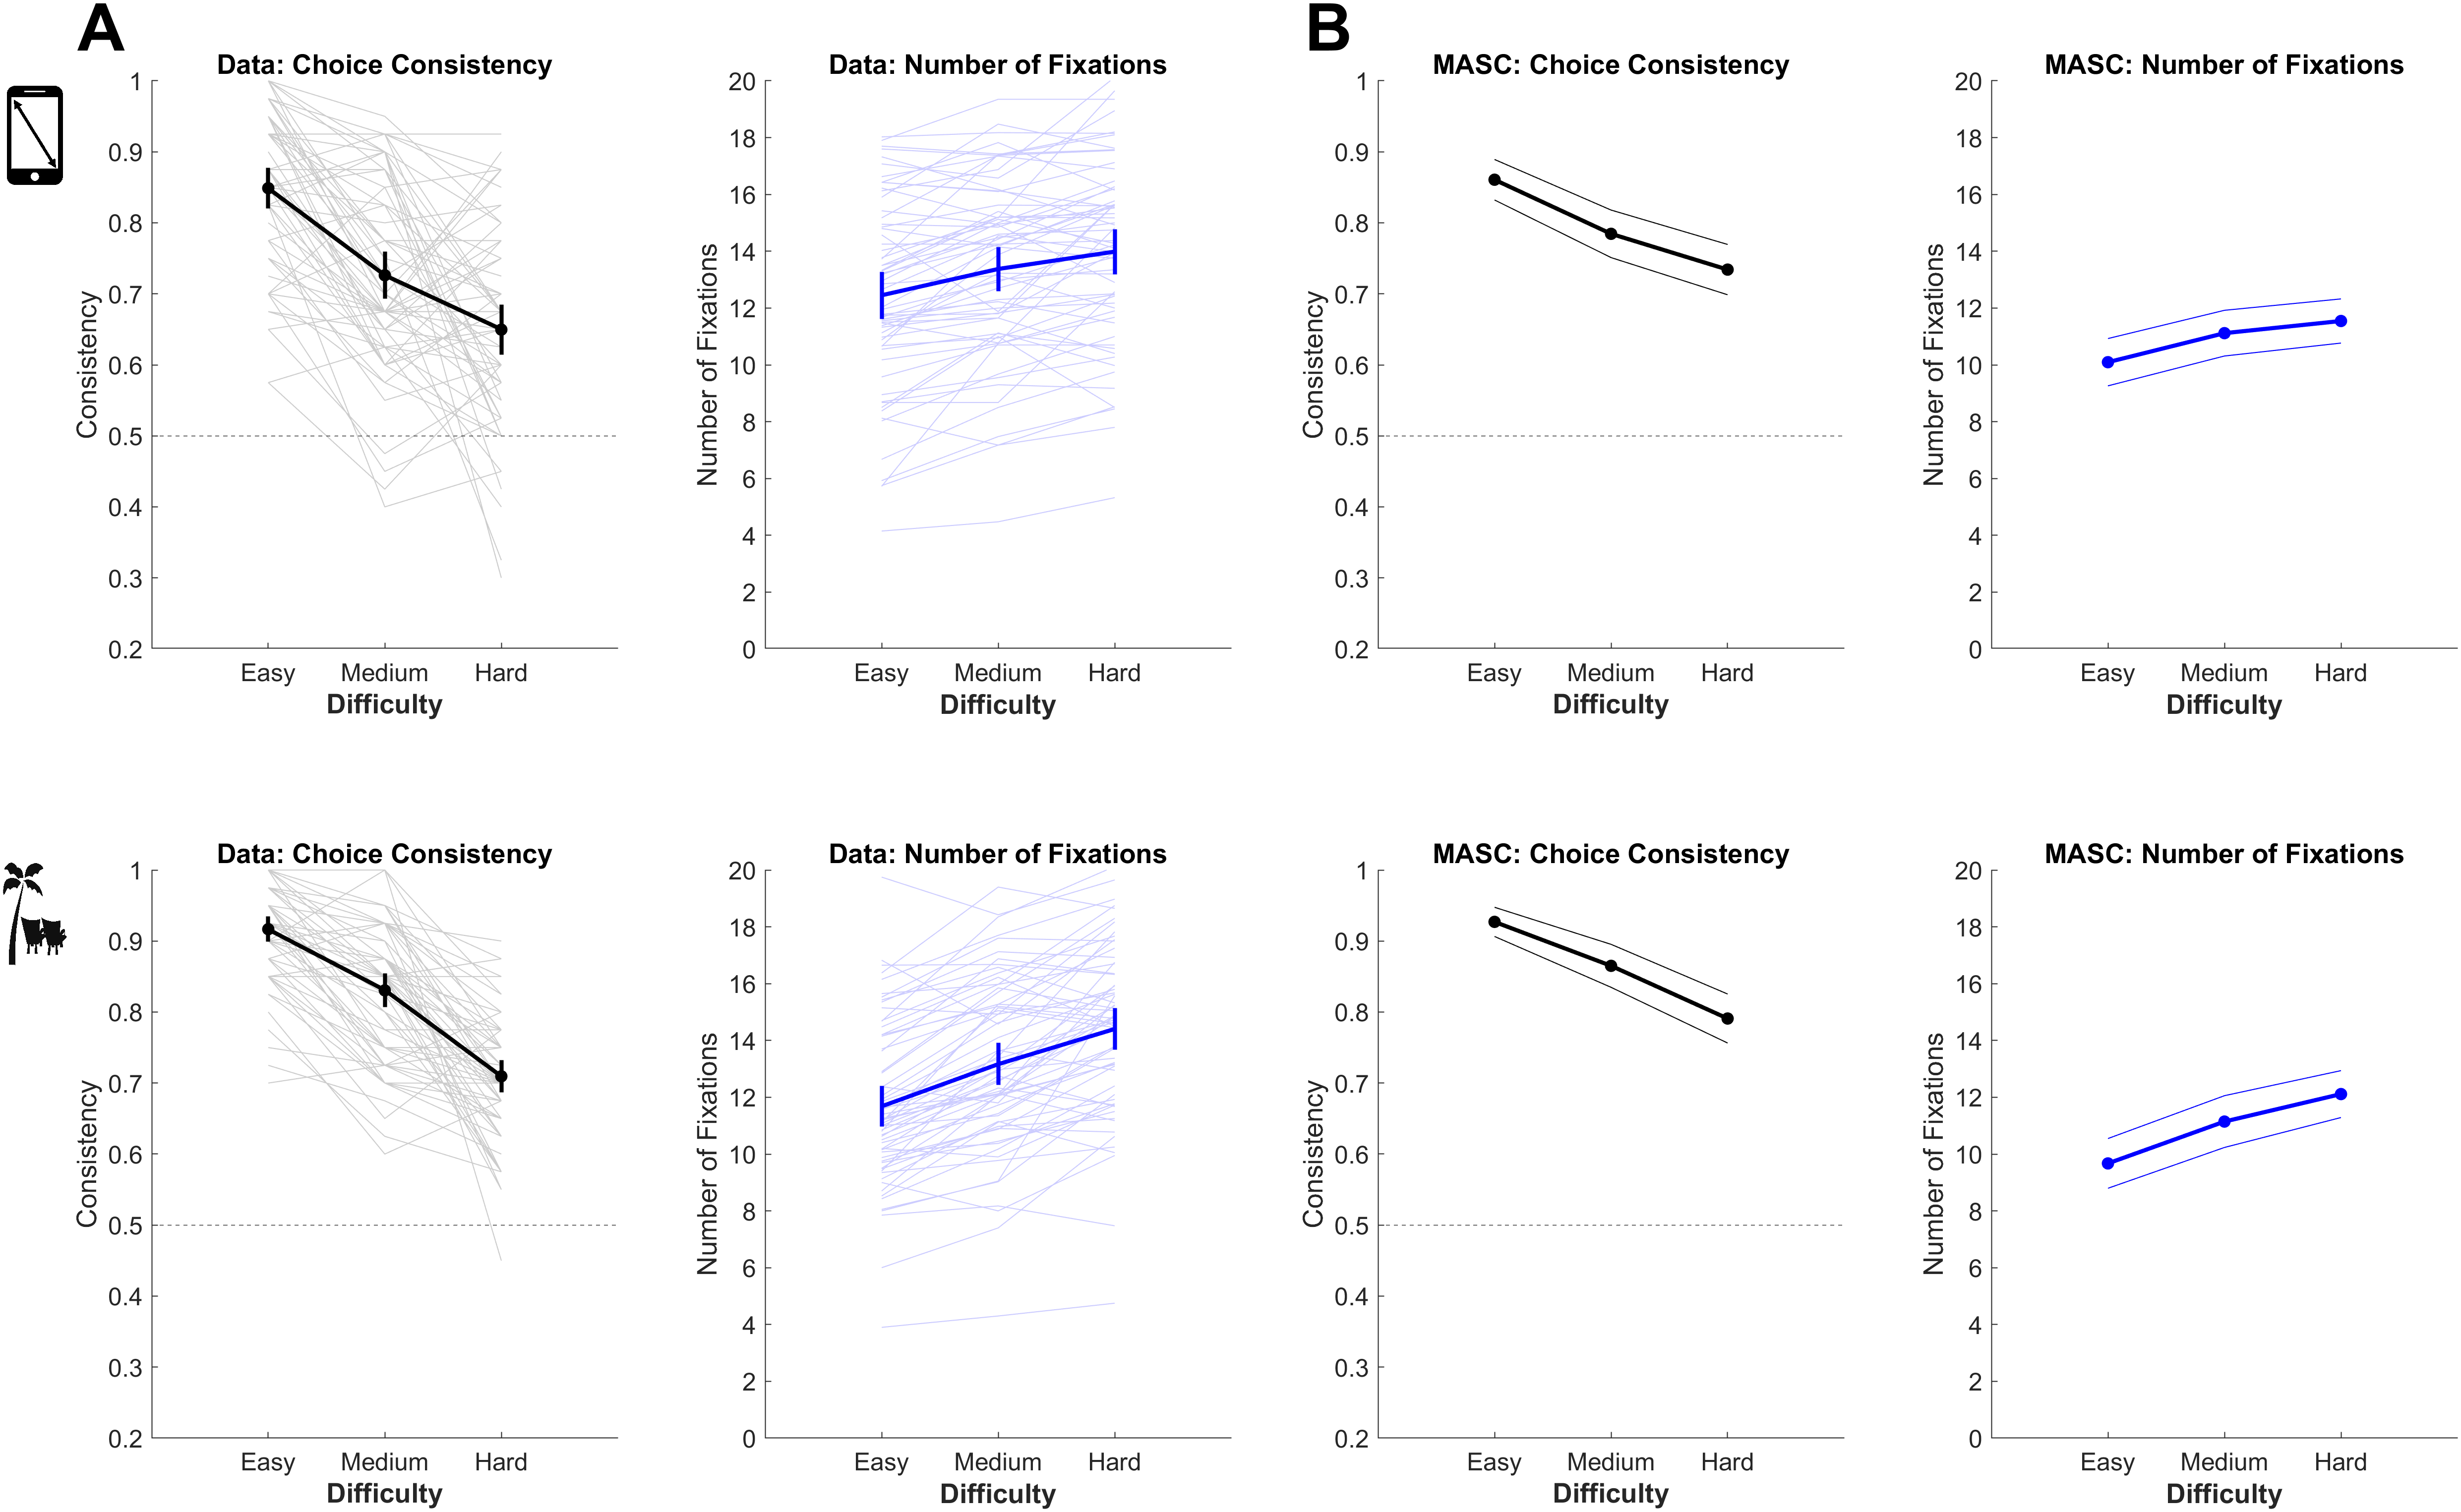 A
B
Data: Choice Consistency
1
0.9
0.8
0.7
0.6
0.5
0.4
0.3
0.2
Consistency
Easy Medium Hard
Difficulty
Data: Number of Fixations
20
18
16
14
12
10
8
6
4
2
0
Number of Fixations
Easy Medium Hard
Difficulty
MASC: Choice Consistency
1
0.9
0.8
0.7
0.6
0.5
0.4
0.3
0.2
Consistency
Easy Medium Hard
Difficulty
MASC: Number of Fixations
20
18
16
14
12
10
8
6
4
2
0
Number of Fixations
Easy Medium Hard
Difficulty
Data: Choice Consistency
1
0.9
0.8
0.7
0.6
0.5
0.4
0.3
0.2
Consistency
Easy Medium Hard
Difficulty
Data: Number of Fixations
20
18
16
14
12
10
8
6
4
2
0
Number of Fixations
Easy Medium Hard
Difficulty
MASC: Choice Consistency
1
0.9
0.8
0.7
0.6
0.5
0.4
0.3
0.2
Consistency
Easy Medium Hard
Difficulty
MASC: Number of Fixations
20
18
16
14
12
10
8
6
4
2
0
Number of Fixations
Easy Medium Hard
Difficulty